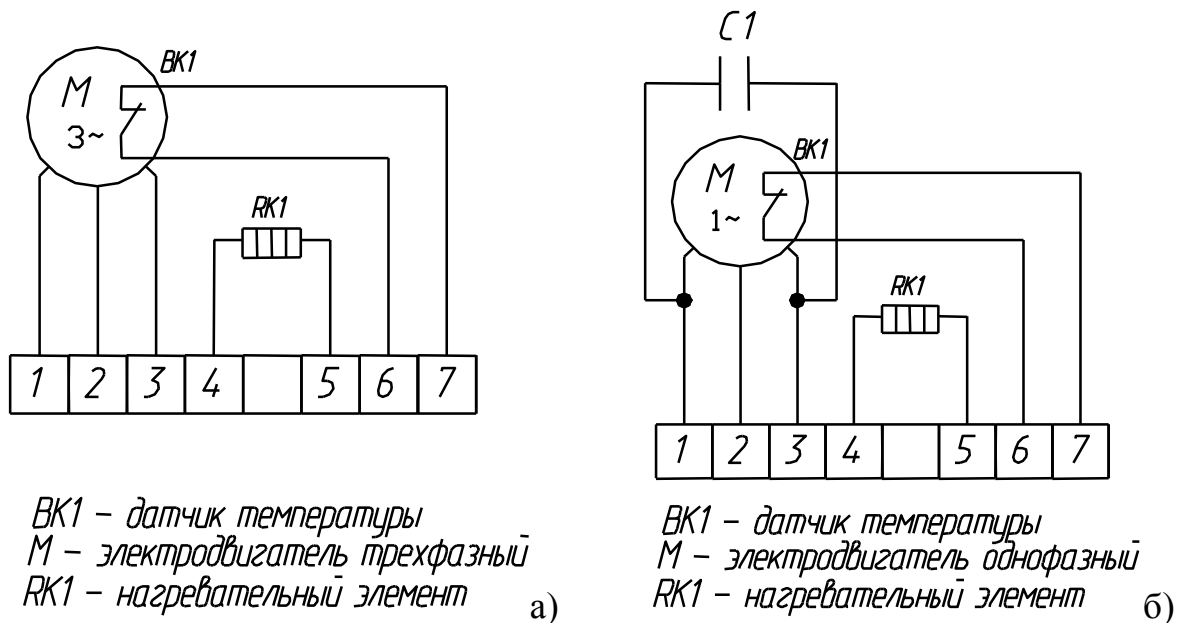 BK1
М
3~
RK1
1 2 3 4 5 6 7
BK1 – датчик температуры
М – электродвигатель трехфазный
RK1 – нагревательный элемент
а)
C1
BK1
М
1~
RK1
1 2 3 4 5 6 7
BK1 – датчик температуры
М – электродвигатель однофазный
RK1 – нагревательный элемент
б)